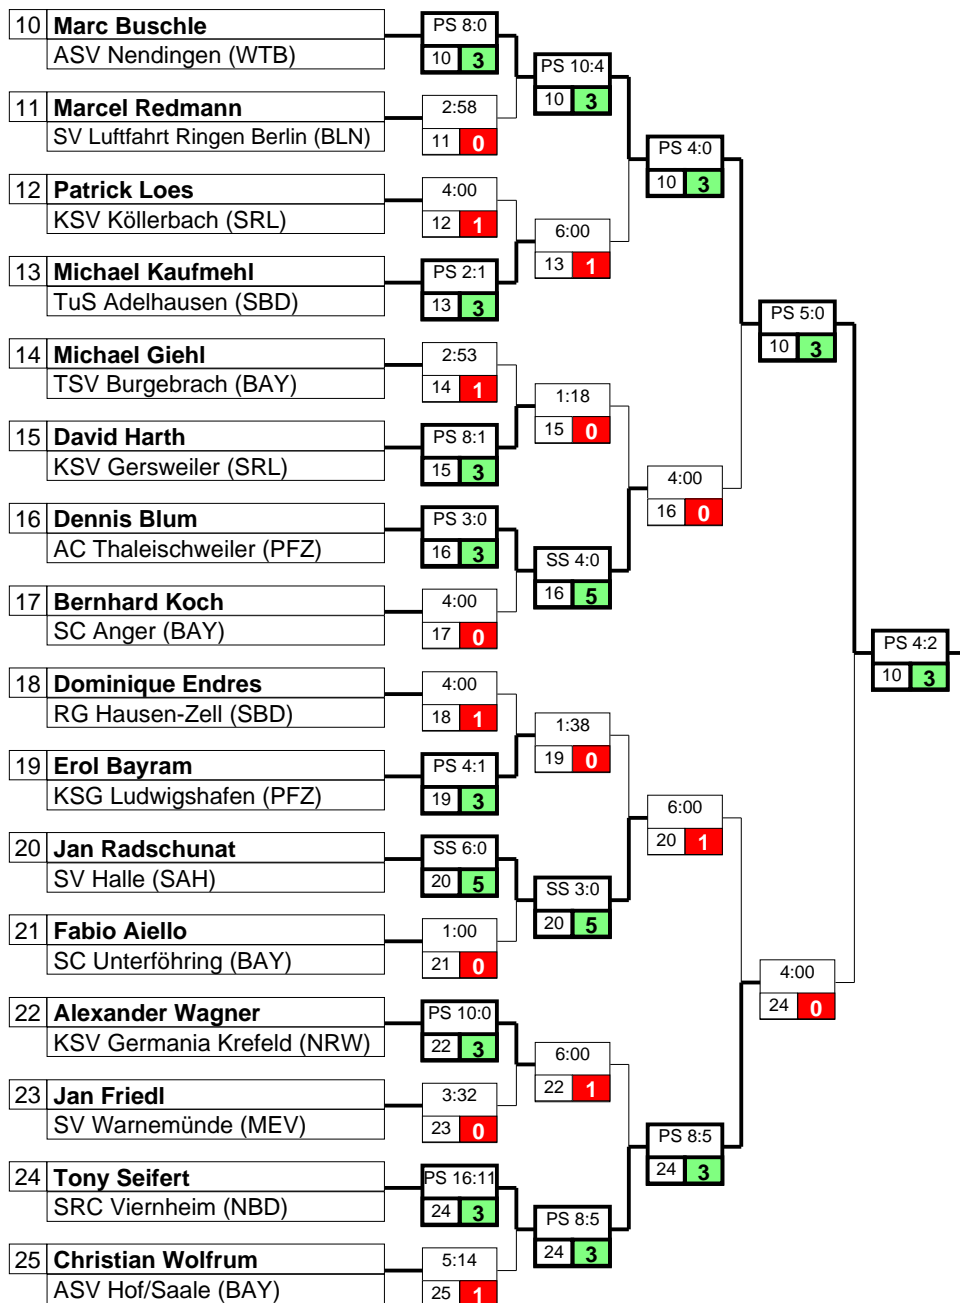 10 Marc Buschle
ASV Nendingen (WTB)
PS 8:0
10 3
PS 10:4
10 3
11 Marcel Redmann
SV Luftfahrt Ringen Berlin (BLN)
2:58
11 0
PS 4:0
10 3
12 Patrick Loes
KSV Köllerbach (SRL)
4:00
12 1
6:00
13 1
13 Michael Kaufmehl
TuS Adelhausen (SBD)
PS 2:1
13 3
PS 5:0
10 3
14 Michael Giehl
TSV Burgebrach (BAY)
2:53
14 1
1:18
15 0
15 David Harth
KSV Gersweiler (SRL)
PS 8:1
15 3
4:00
16 0
16 Dennis Blum
AC Thaleischweiler (PFZ)
PS 3:0
16 3
SS 4:0
16 5
17 Bernhard Koch
SC Anger (BAY)
4:00
17 0
PS 4:2
10 3
18 Dominique Endres
RG Hausen-Zell (SBD)
4:00
18 1
1:38
19 0
19 Erol Bayram
KSG Ludwigshafen (PFZ)
PS 4:1
19 3
6:00
20 1
20 Jan Radschunat
SV Halle (SAH)
SS 6:0
20 5
SS 3:0
20 5
21 Fabio Aiello
SC Unterföhring (BAY)
1:00
21 0
4:00
24 0
22 Alexander Wagner
KSV Germania Krefeld (NRW)
PS 10:0
22 3
6:00
22 1
23 Jan Friedl
SV Warnemünde (MEV)
3:32
23 0
PS 8:5
24 3
24 Tony Seifert
SRC Viernheim (NBD)
PS 16:11
24 3
PS 8:5
24 3
25 Christian Wolfrum
ASV Hof/Saale (BAY)
5:14
25 1